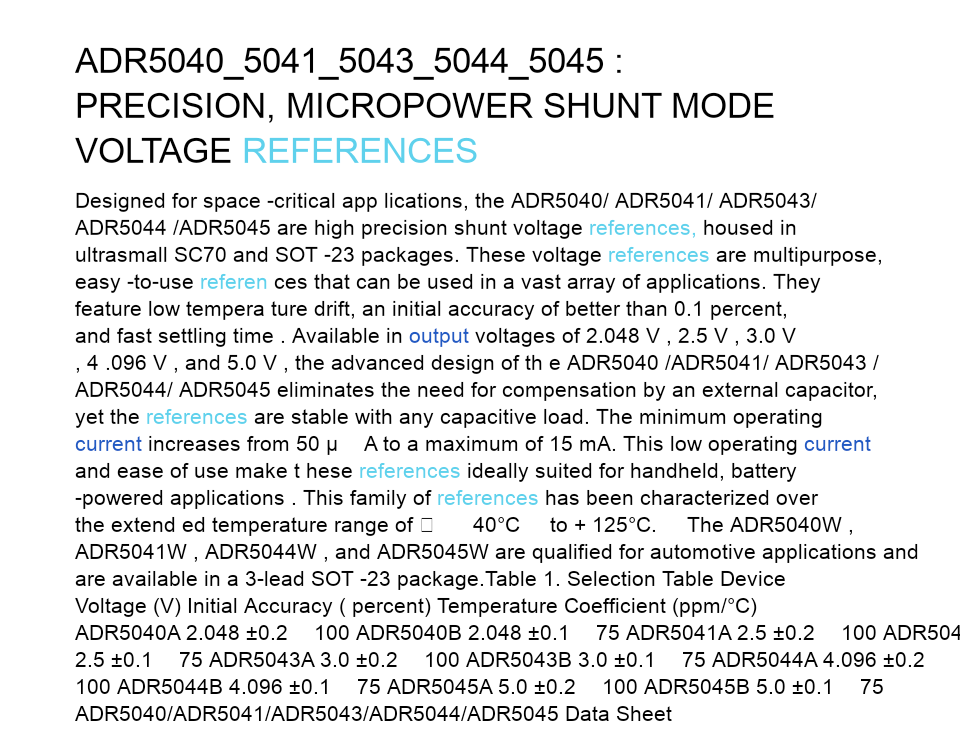 ADR5040_5041_5043_5044_5045 :
PRECISION, MICROPOWER SHUNT MODE
VOLTAGE REFERENCES
Designed for space -critical app lications, the ADR5040/ ADR5041/ ADR5043/
ADR5044 /ADR5045 are high precision shunt voltage references, housed in
ultrasmall SC70 and SOT -23 packages. These voltage references are multipurpose,
easy -to-use referen ces that can be used in a vast array of applications. They
feature low tempera ture drift, an initial accuracy of better than 0.1 percent,
and fast settling time . Available in output voltages of 2.048 V , 2.5 V , 3.0 V
, 4 .096 V , and 5.0 V , the advanced design of th e ADR5040 /ADR5041/ ADR5043 /
ADR5044/ ADR5045 eliminates the need for compensation by an external capacitor,
yet the references are stable with any capacitive load. The minimum operating
current increases from 50 μ A to a maximum of 15 mA. This low operating current
and ease of use make t hese references ideally suited for handheld, battery
-powered applications . This family of references has been characterized over
the extend ed temperature range of 40°C to + 125°C. The ADR5040W ,
ADR5041W , ADR5044W , and ADR5045W are qualified for automotive applications and
are available in a 3-lead SOT -23 package.Table 1. Selection Table Device
Voltage (V) Initial Accuracy ( percent) Temperature Coefficient (ppm/°C)
ADR5040A 2.048 ±0.2 100 ADR5040B 2.048 ±0.1 75 ADR5041A 2.5 ±0.2 100 ADR504
2.5 ±0.1 75 ADR5043A 3.0 ±0.2 100 ADR5043B 3.0 ±0.1 75 ADR5044A 4.096 ±0.2
100 ADR5044B 4.096 ±0.1 75 ADR5045A 5.0 ±0.2 100 ADR5045B 5.0 ±0.1 75
ADR5040/ADR5041/ADR5043/ADR5044/ADR5045 Data Sheet